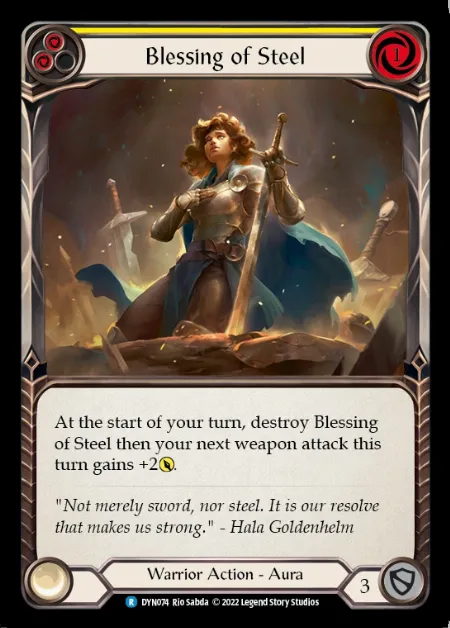 Blessing of Steel
1
At the start of your turn, destroy Blessing
of Steel then your next weapon attack this
turn gains +2.
"Not merely sword, nor steel. It is our resolve
that makes us strong." - Hala Goldenhelm
Warrior Action - Aura
3
R DYN074 Rio Sabda © 2022 Legend Story Studios